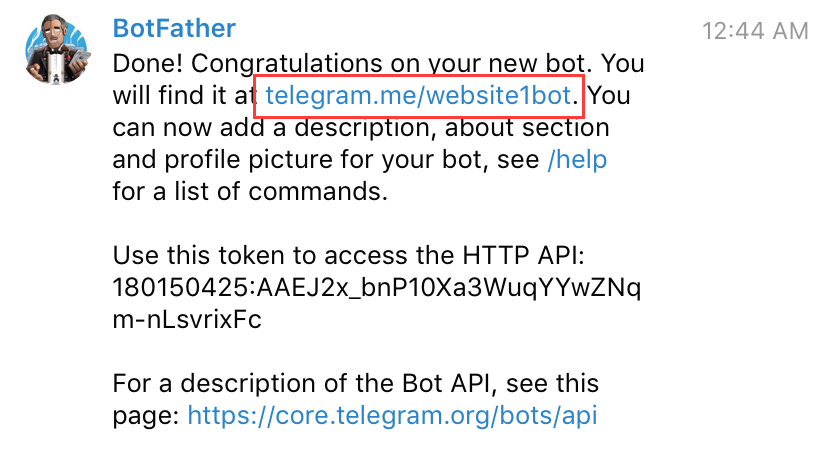 BotFather
12:44 AM
Done! Congratulations on your new bot. You
will find it at telegram.me/website1bot. You
can now add a description, about section
and profile picture for your bot, see /help
for a list of commands.
Use this token to access the HTTP API:
180150425:AAEJ2x_bnP10Xa3WuqYYwZNq
m-nLsvrixFc
For a description of the Bot API, see this
page: https://core.telegram.org/bots/api